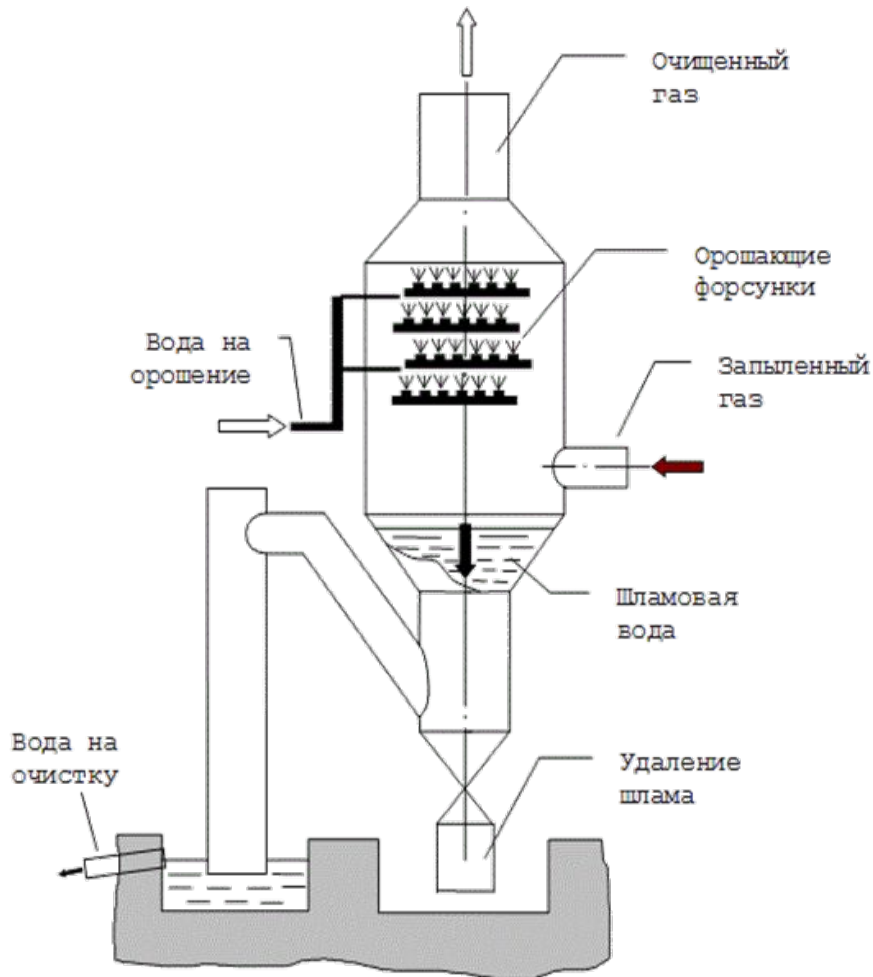 Очищенный
газ
Орошающие
форсунки
Вода на
орошение
Запыленный
газ
Шламовая
вода
Вода на
очистку
Удаление
шлама